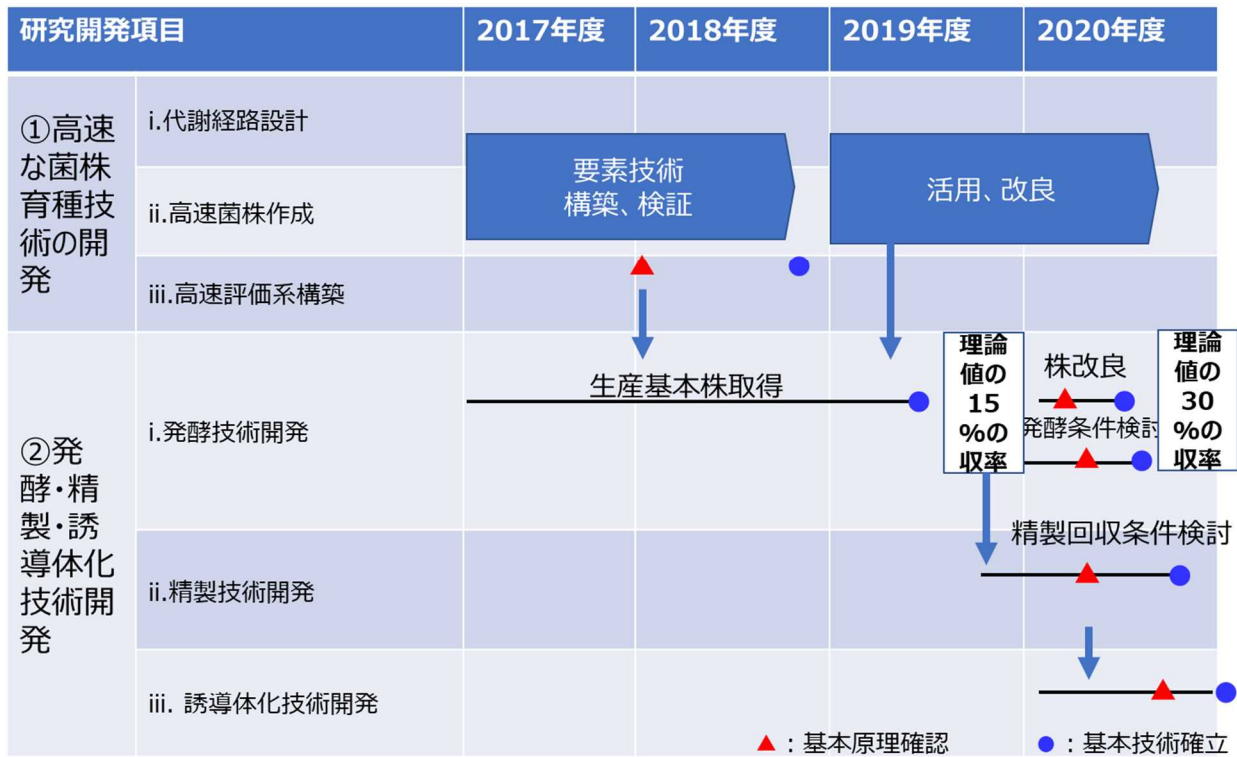 研究開発項目
2017年度
2018年度
2019年度
2020年度
①高速
な菌株
育種技
術の開
発
i.代謝経路設計
ii.高速菌株作成
iii.高速評価系構築
要素技術
構築、検証
活用、改良
②発
酵・精
製・誘
導体化
技術開
発
i.発酵技術開発
生産基本株取得
理論
値の
15
%の
収率
株改良
発酵条件検討
理論
値の
30
%の
収率
ii.精製技術開発
精製回収条件検討
iii. 誘導体化技術開発
▲：基本原理確認
●：基本技術確立